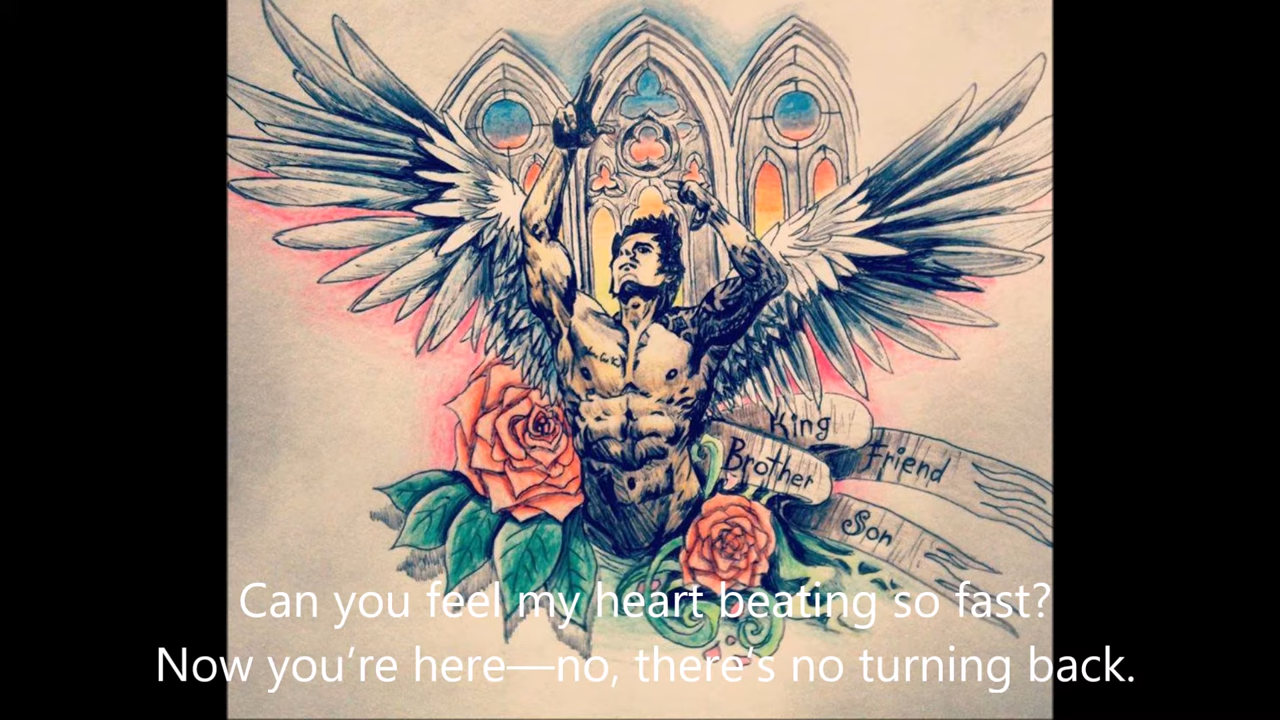 King
Friend
Brother
Son
Can you feel my heart beating so fast?
Now you’re here—no, there’s no turning back.